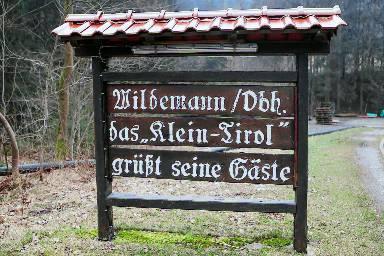 Wildemann/Obh.
das „Klein-Tirol"
grüßt seine Gäste